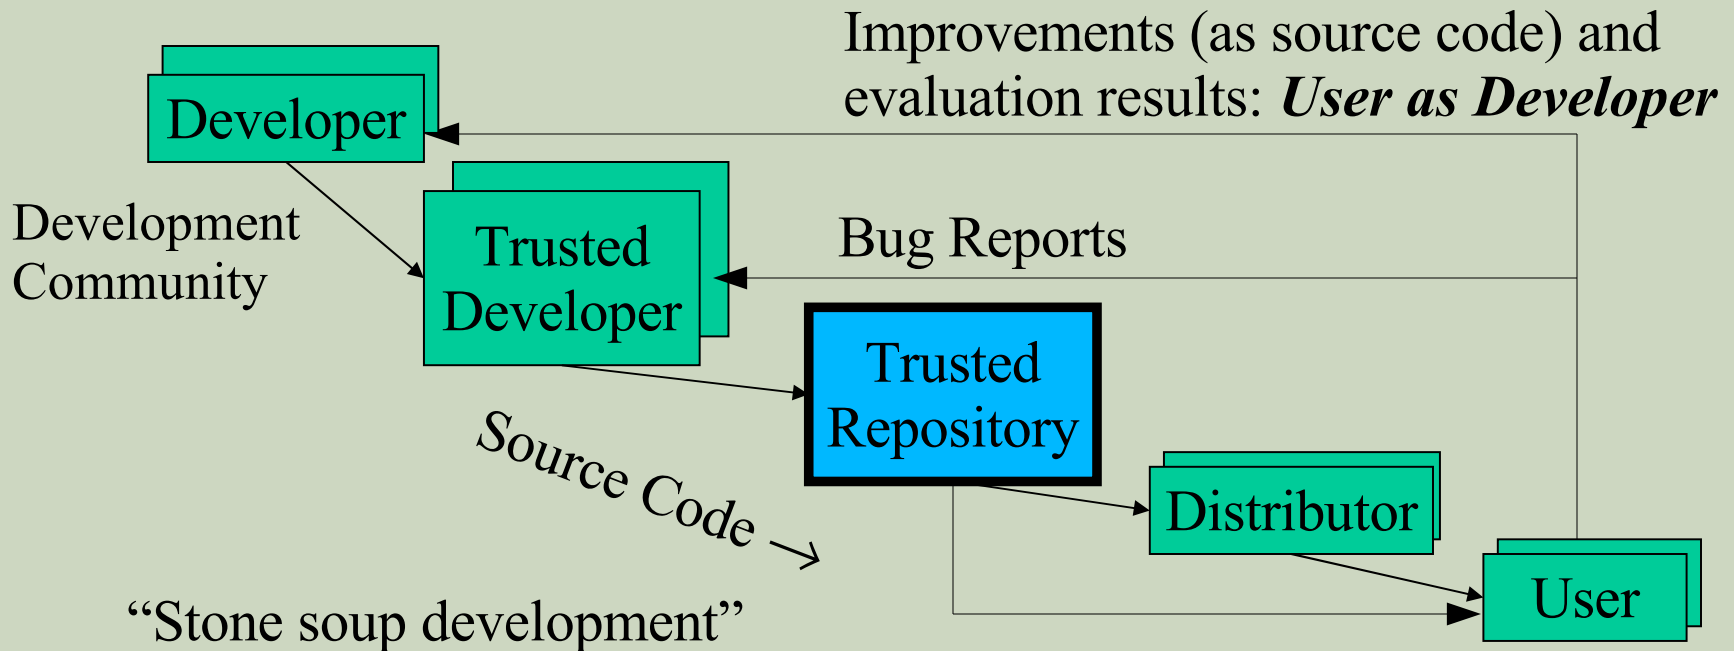 Improvements (as source code) and
evaluation results: User as Developer
Developer
Development
Community
Trusted
Developer
Bug Reports
Trusted
Repository
Source Code →
Distributor
User
“Stone soup development”